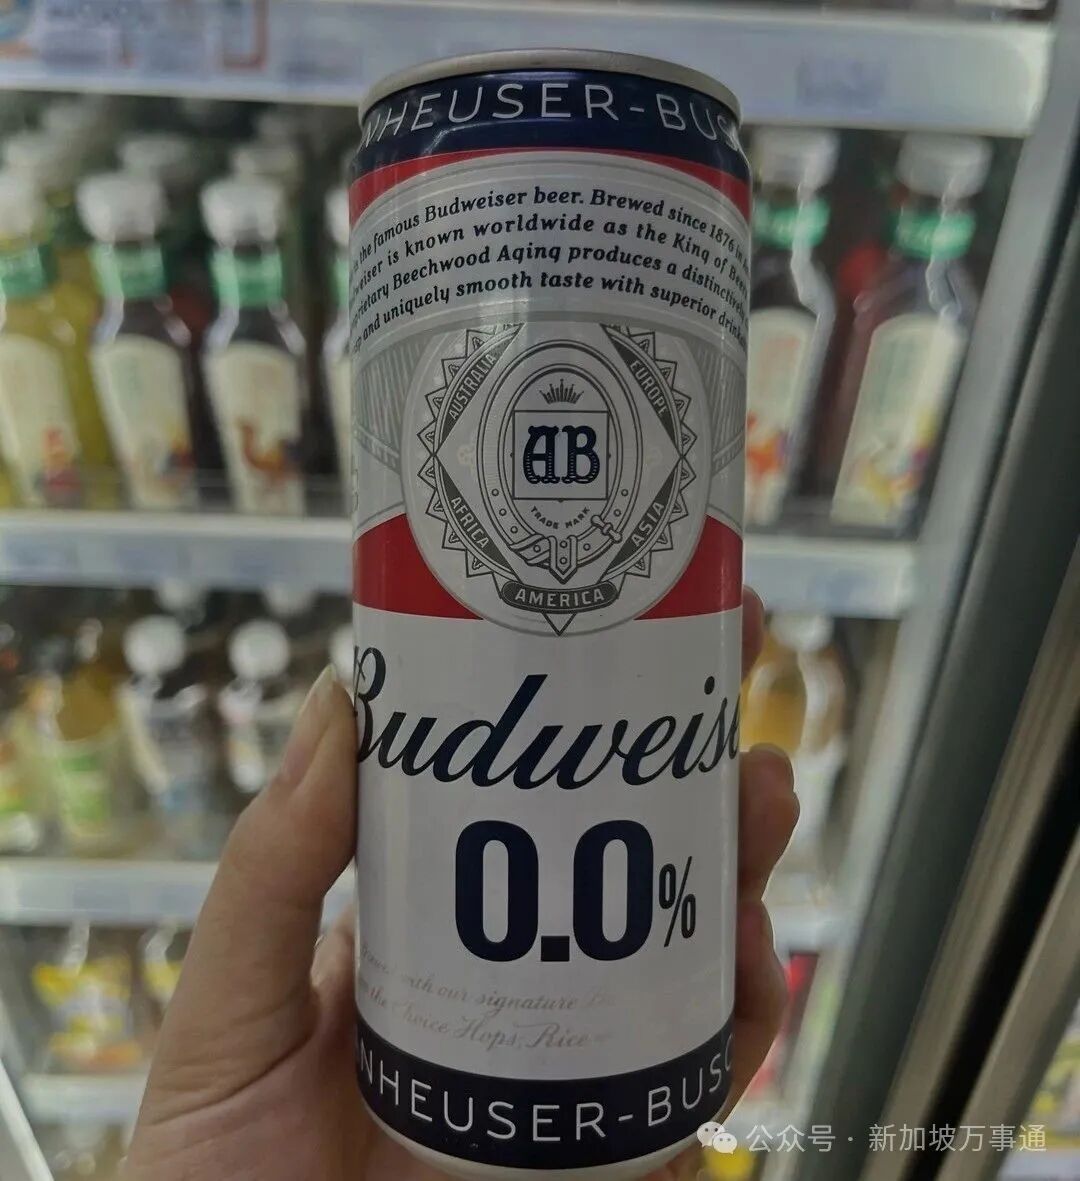 NHEUSER-BUSC
the famous Budweiser beer. Brewed since 1876 in
weiser is known worldwide as the King of Beers
prietary Beechwood Aging produces a distinctively
and uniquely smooth taste with superior drink
AUSTRALIA
EUROPE
AB
TRADE MARK
AFRICA
ASIA
AMERICA
Budweise
0.0%
with our signature
the Choice Hops, Rice
NHEUSER-BUSC
公众号 · 新加坡万事通